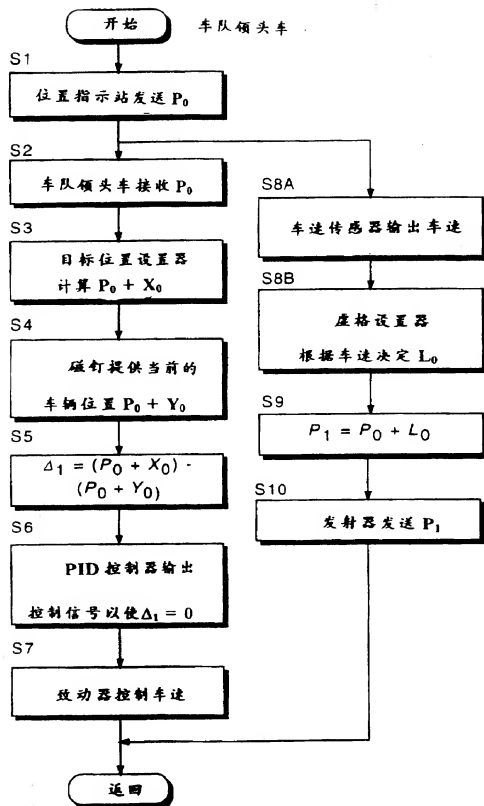 开始
车队领头车
S1
位置指示站发送 P₀
S2
车队领头车接收 P₀
S3
目标位置设置器
计算 P₀ + X₀
S4
磁钉提供当前的
车辆位置 P₀ + Y₀
S5
Δ₁ = (P₀ + X₀) -
(P₀ + Y₀)
S6
PID 控制器输出
控制信号以使Δ₁ = 0
S7
致动器控制车速
S8A
车速传感器输出车速
S8B
虚格设置器
根据车速决定 L₀
S9
P₁ = P₀ + L₀
S10
发射器发送 P₁
返回